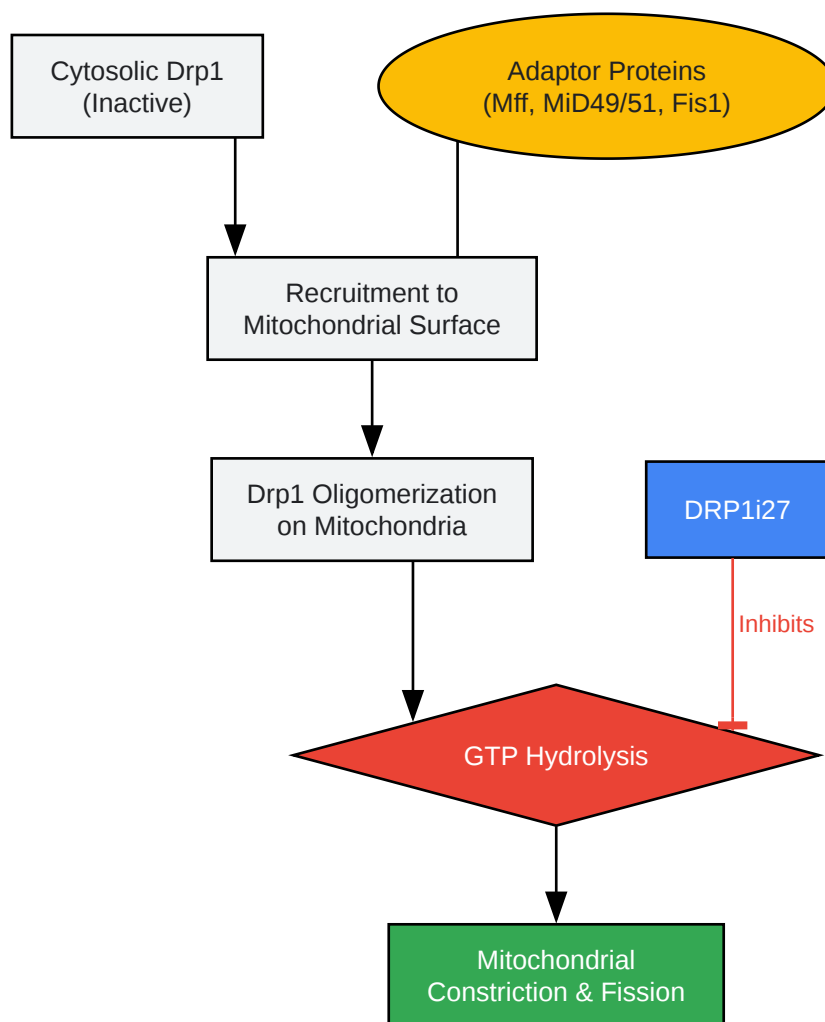 Cytosolic Drp1
(Inactive)
Adaptor Proteins
(Mff, MiD49/51, Fis1)
Recruitment to
Mitochondrial Surface
Drp1 Oligomerization
on Mitochondria
DRP1i27
Inhibits
GTP Hydrolysis
Mitochondrial
Constriction & Fission